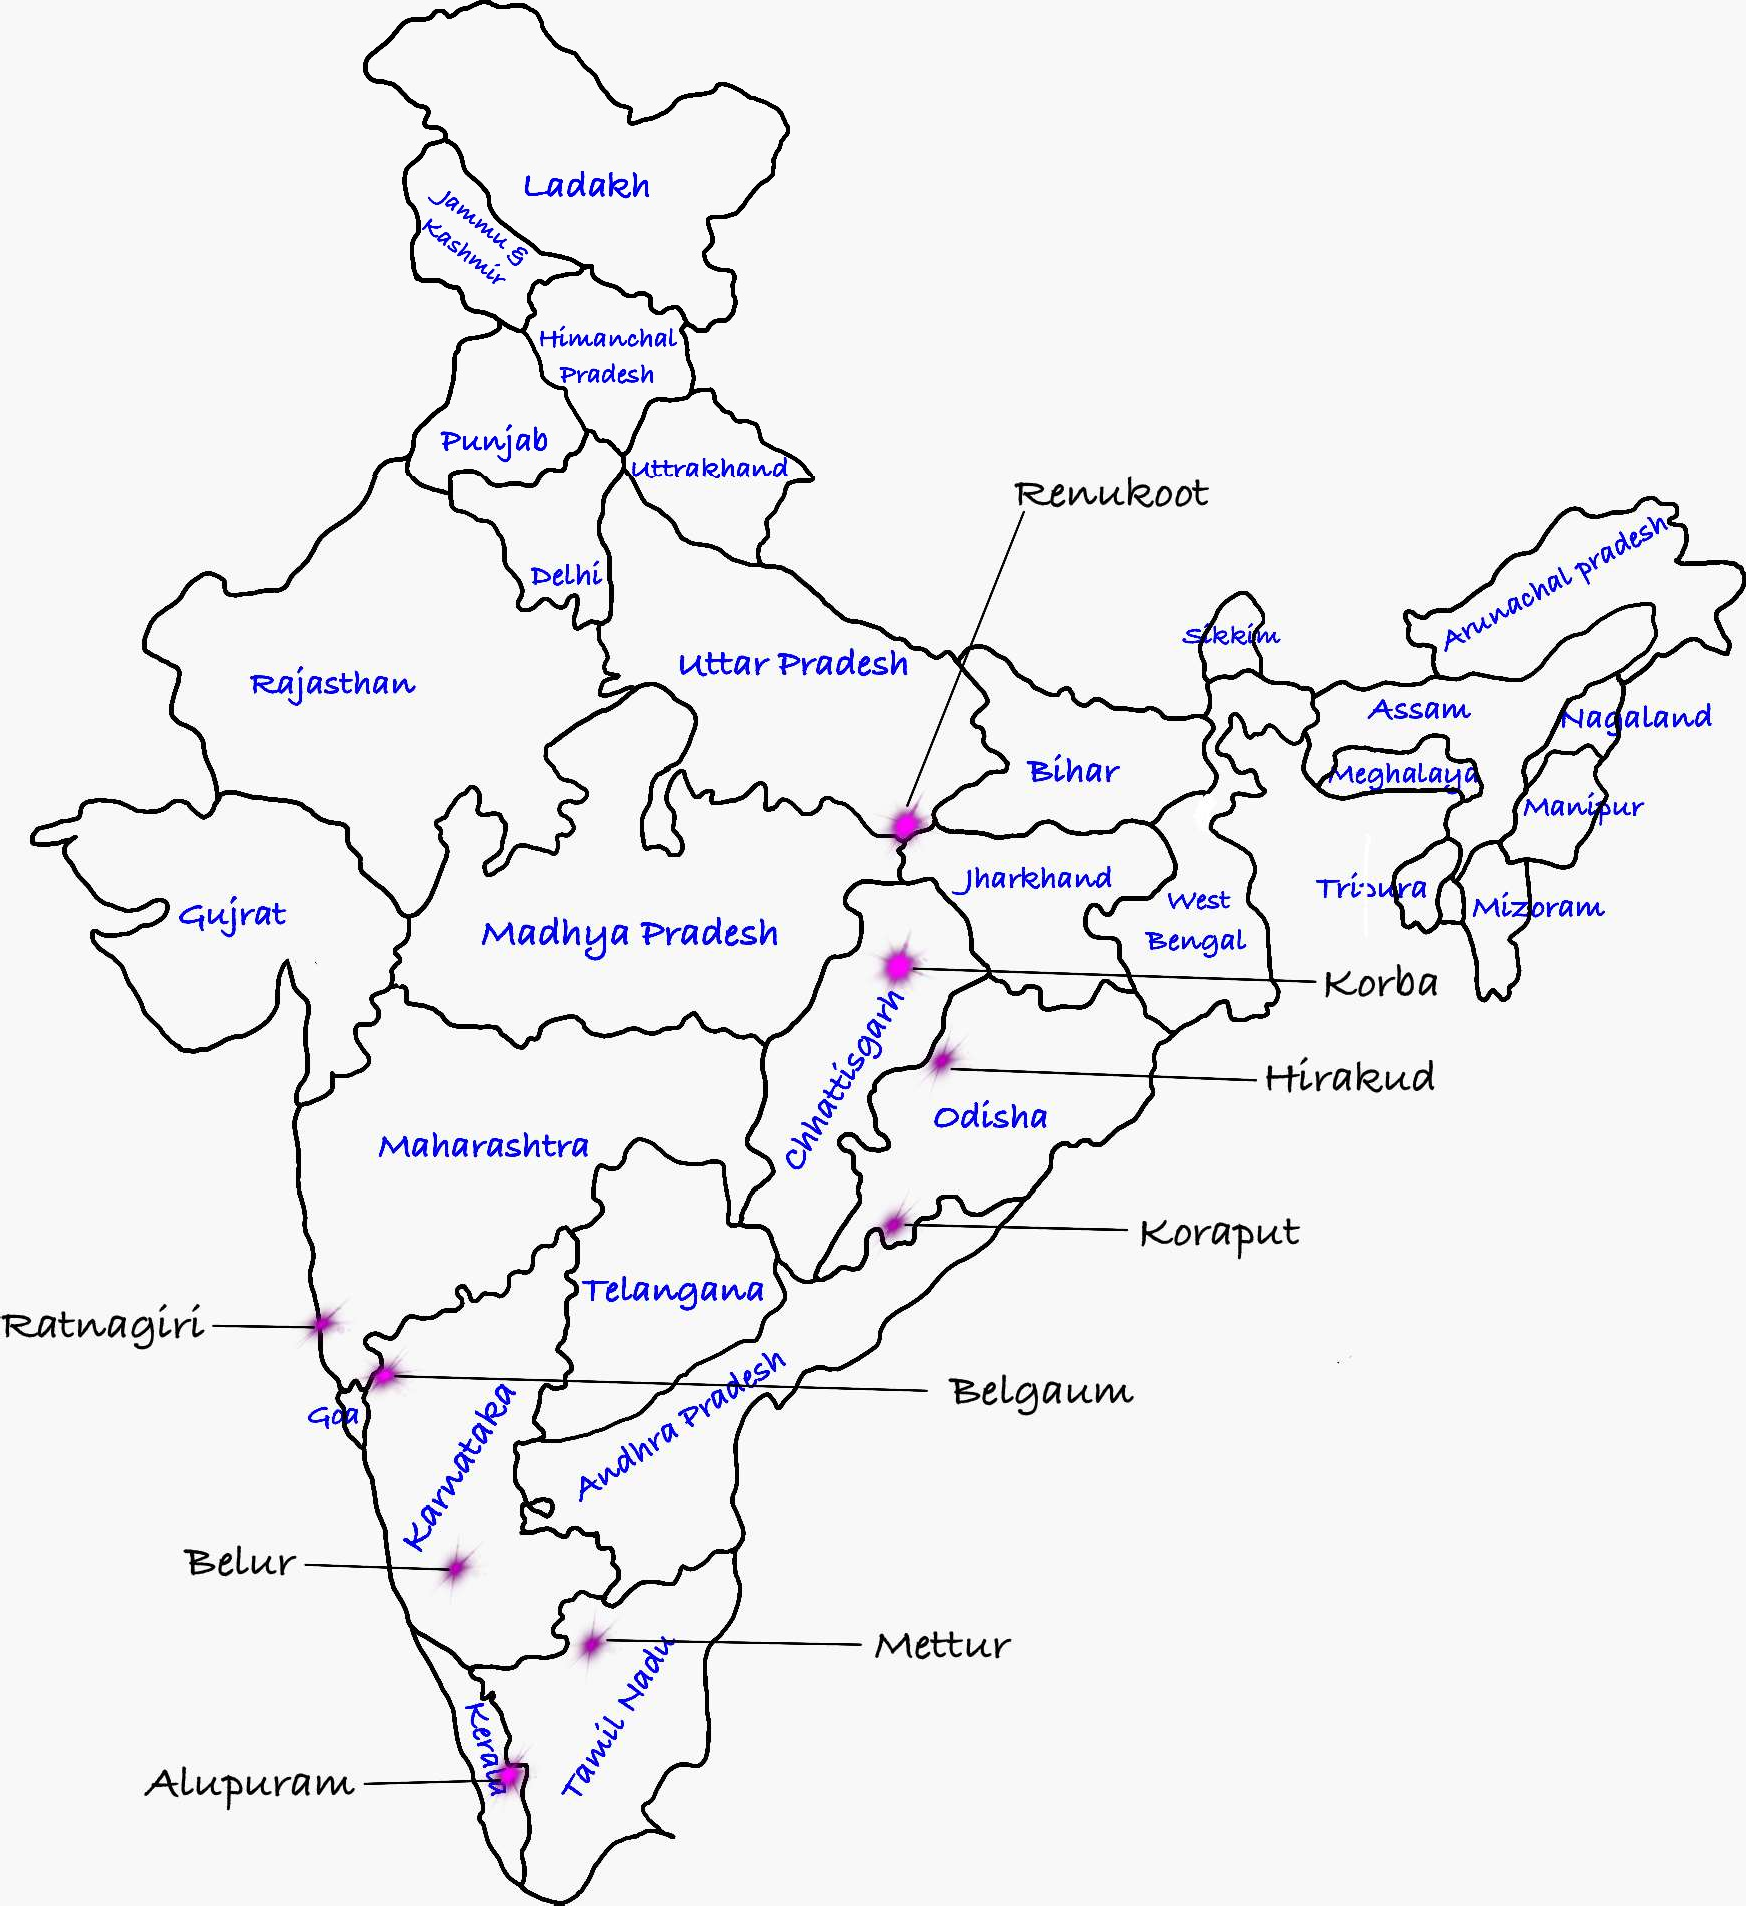 Ladakh
Jammu &
Kashmir
Himanchal
Pradesh
Punjab
Uttrakhand
Renukoot
Arunachal pradesh
Delhi
Sikkim
Uttar Pradesh
Rajasthan
Assam
Nagaland
Bihar
Meghalaya
Manipur
Jharkhand
West
Bengal
Tripura
Mizoram
Gujrat
Madhya Pradesh
Korba
Chhattisgarh
Hirakud
Odisha
Maharashtra
Koraput
Telangana
Ratnagiri
Belgaum
Goa
Andhra Pradesh
Karnataka
Belur
Mettur
Tamil Nadu
Kerala
Alupuram